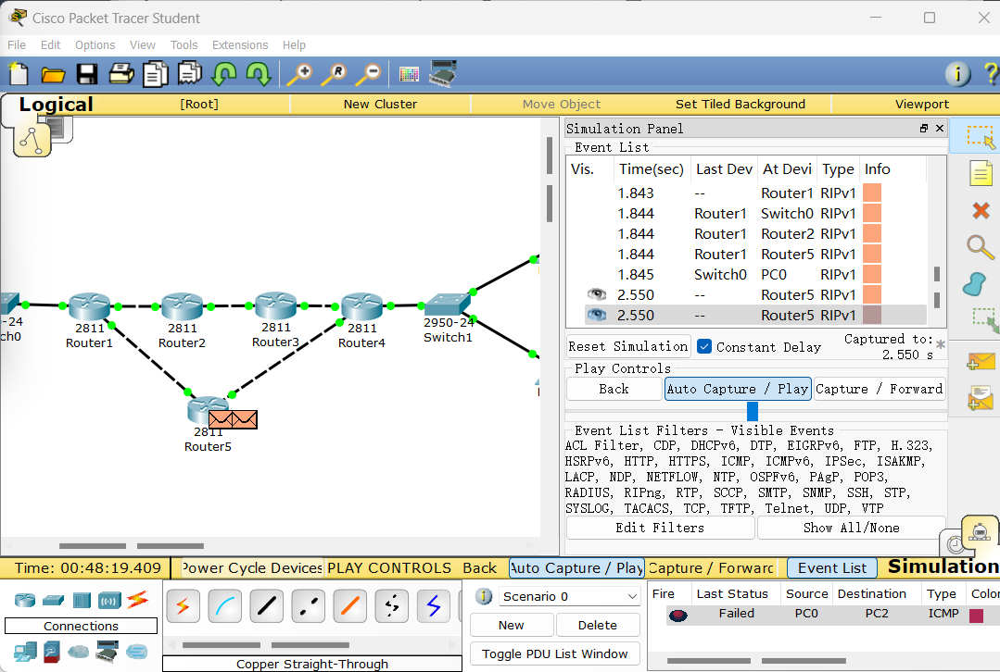 Cisco Packet Tracer Student
File Edit Options View Tools Extensions Help
Logical [Root] New Cluster Move Object Set Tiled Background Viewport
-24
ch0
2811
Router1
2811
Router2
2811
Router3
2811
Router4
2950-24
Switch1
2811
Router5
Simulation Panel
Event List
Vis. Time(sec) Last Dev At Devi Type Info
1.843 -- Router1 RIPv1
1.844 Router1 Switch0 RIPv1
1.844 Router1 Router2 RIPv1
1.844 Router1 Router5 RIPv1
1.845 Switch0 PC0 RIPv1
2.550 -- Router5 RIPv1
2.550 -- Router5 RIPv1
Reset Simulation Constant Delay Captured to: *
2.550 s
Play Controls
Back Auto Capture / Play Capture / Forward
Event List Filters - Visible Events
ACL Filter, CDP, DHCPv6, DTP, EIGRPv6, FTP, H.323,
HSRPv6, HTTP, HTTPS, ICMP, ICMPv6, IPSec, ISAKMP,
LACP, NDP, NETFLOW, NTP, OSPFv6, PAgP, POP3,
RADIUS, RIPng, RTP, SCCP, SMTP, SNMP, SSH, STP,
SYSLOG, TACACS, TCP, TFTP, Telnet, UDP, VTP
Edit Filters Show All/None
Time: 00:48:19.409 Power Cycle Devices PLAY CONTROLS Back Auto Capture / Play Capture / Forwarc Event List Simulation
Connections
Copper Straight-Through
Scenario 0
New Delete
Toggle PDU List Window
Fire Last Status Source Destination Type Color
Failed PC0 PC2 ICMP